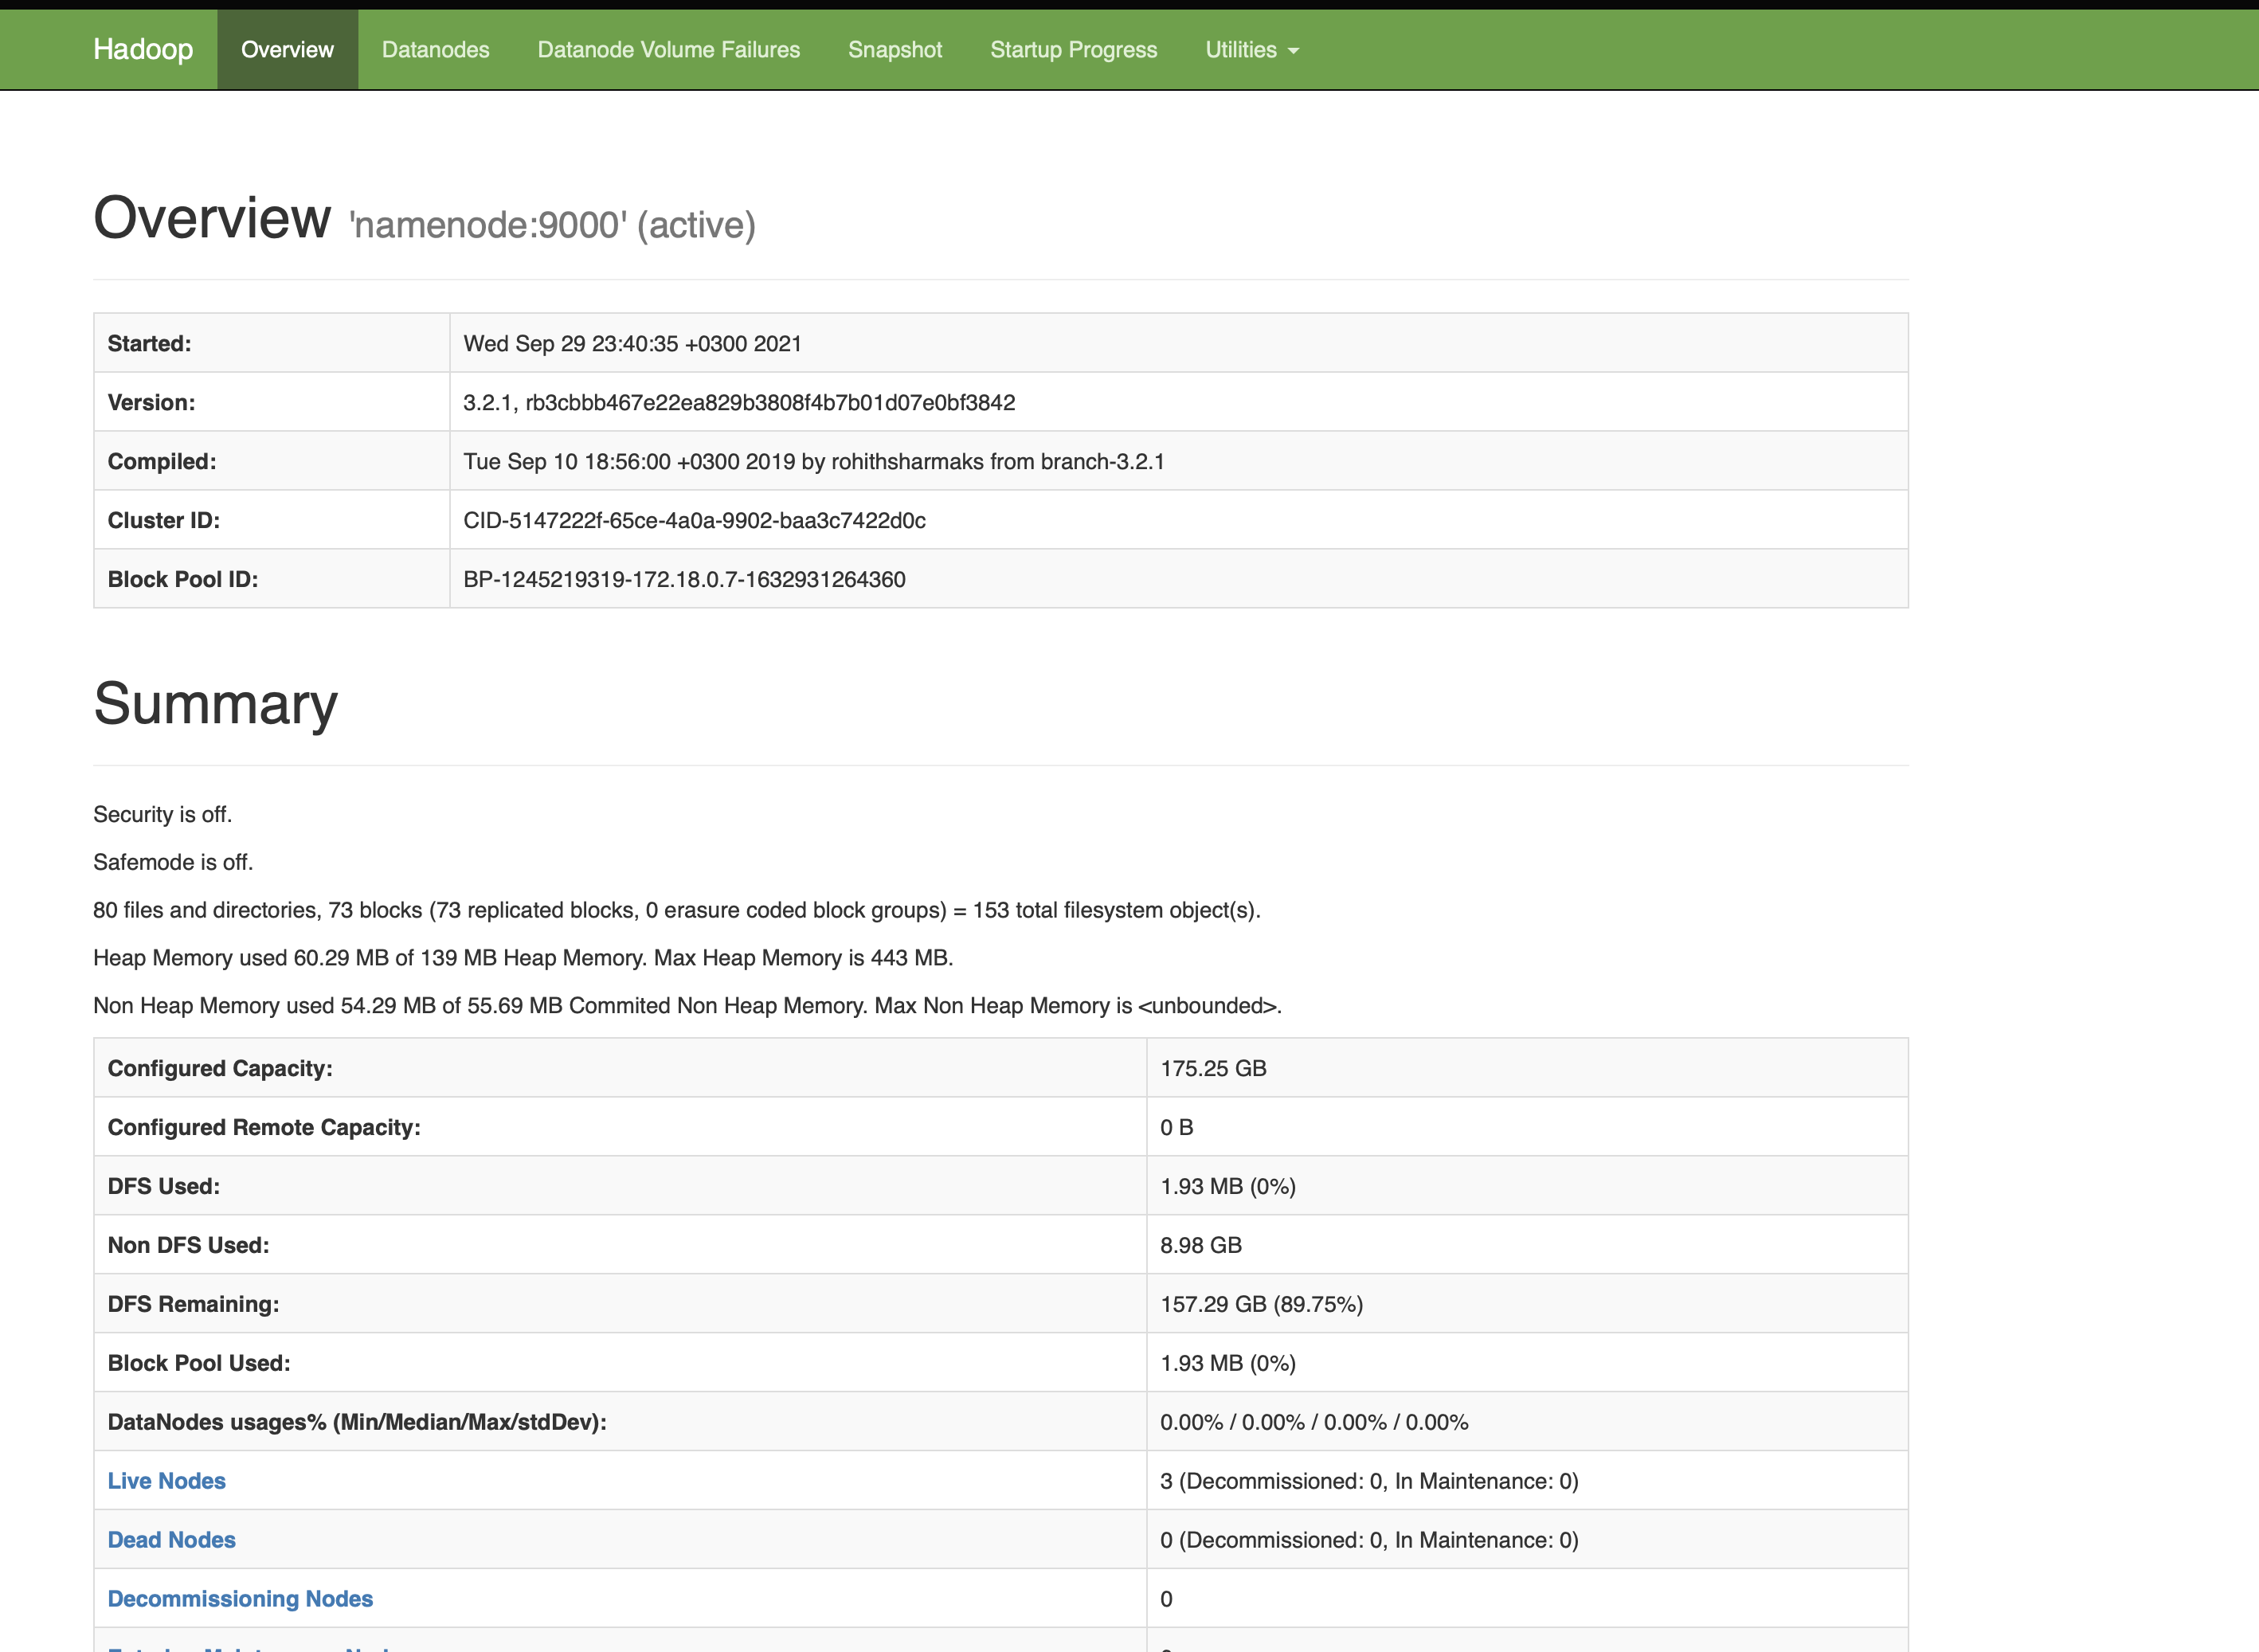 Hadoop Overview Datanodes Datanode Volume Failures Snapshot Startup Progress Utilities
Overview 'namenode:9000' (active)
Started: Wed Sep 29 23:40:35 +0300 2021
Version: 3.2.1, rb3cbbb467e22ea829b3808f4b7b01d07e0bf3842
Compiled: Tue Sep 10 18:56:00 +0300 2019 by rohithsharmaks from branch-3.2.1
Cluster ID: CID-5147222f-65ce-4a0a-9902-baa3c7422d0c
Block Pool ID: BP-1245219319-172.18.0.7-1632931264360
Summary
Security is off.
Safemode is off.
80 files and directories, 73 blocks (73 replicated blocks, 0 erasure coded block groups) = 153 total filesystem object(s).
Heap Memory used 60.29 MB of 139 MB Heap Memory. Max Heap Memory is 443 MB.
Non Heap Memory used 54.29 MB of 55.69 MB Commited Non Heap Memory. Max Non Heap Memory is <unbounded>.
Configured Capacity: 175.25 GB
Configured Remote Capacity: 0 B
DFS Used: 1.93 MB (0%)
Non DFS Used: 8.98 GB
DFS Remaining: 157.29 GB (89.75%)
Block Pool Used: 1.93 MB (0%)
DataNodes usages% (Min/Median/Max/stdDev): 0.00% / 0.00% / 0.00% / 0.00%
Live Nodes 3 (Decommissioned: 0, In Maintenance: 0)
Dead Nodes 0 (Decommissioned: 0, In Maintenance: 0)
Decommissioning Nodes 0